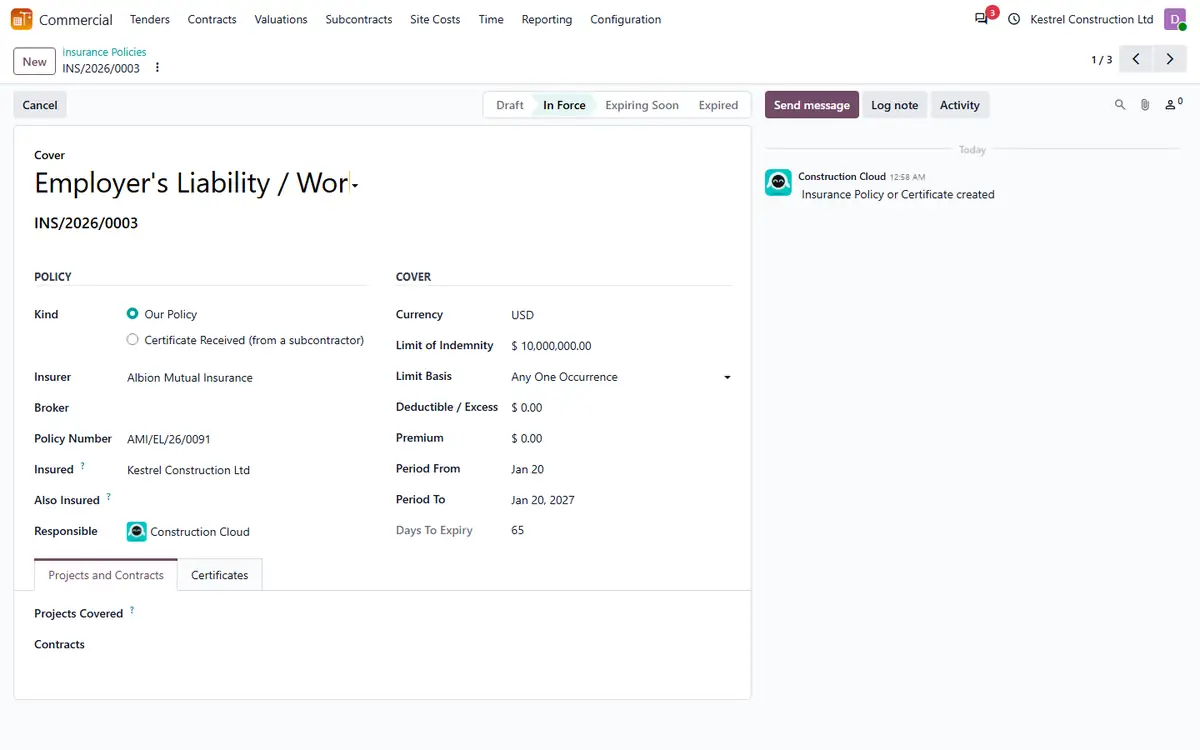 Commercial Tenders Contracts Valuations Subcontracts Site Costs Time Reporting Configuration 3 Kestrel Construction Ltd D
New Insurance Policies
INS/2026/0003
1 / 3
Cancel Draft In Force Expiring Soon Expired
Send message Log note Activity 0
Cover
Employer's Liability / Wor
INS/2026/0003
POLICY
Kind Our Policy
Certificate Received (from a subcontractor)
Insurer Albion Mutual Insurance
Broker
Policy Number AMI/EL/26/0091
Insured ? Kestrel Construction Ltd
Also Insured ?
Responsible Construction Cloud
COVER
Currency USD
Limit of Indemnity $ 10,000,000.00
Limit Basis Any One Occurrence
Deductible / Excess $ 0.00
Premium $ 0.00
Period From Jan 20
Period To Jan 20, 2027
Days To Expiry 65
Projects and Contracts Certificates
Projects Covered ?
Contracts
Today
Construction Cloud 12:58 AM
Insurance Policy or Certificate created